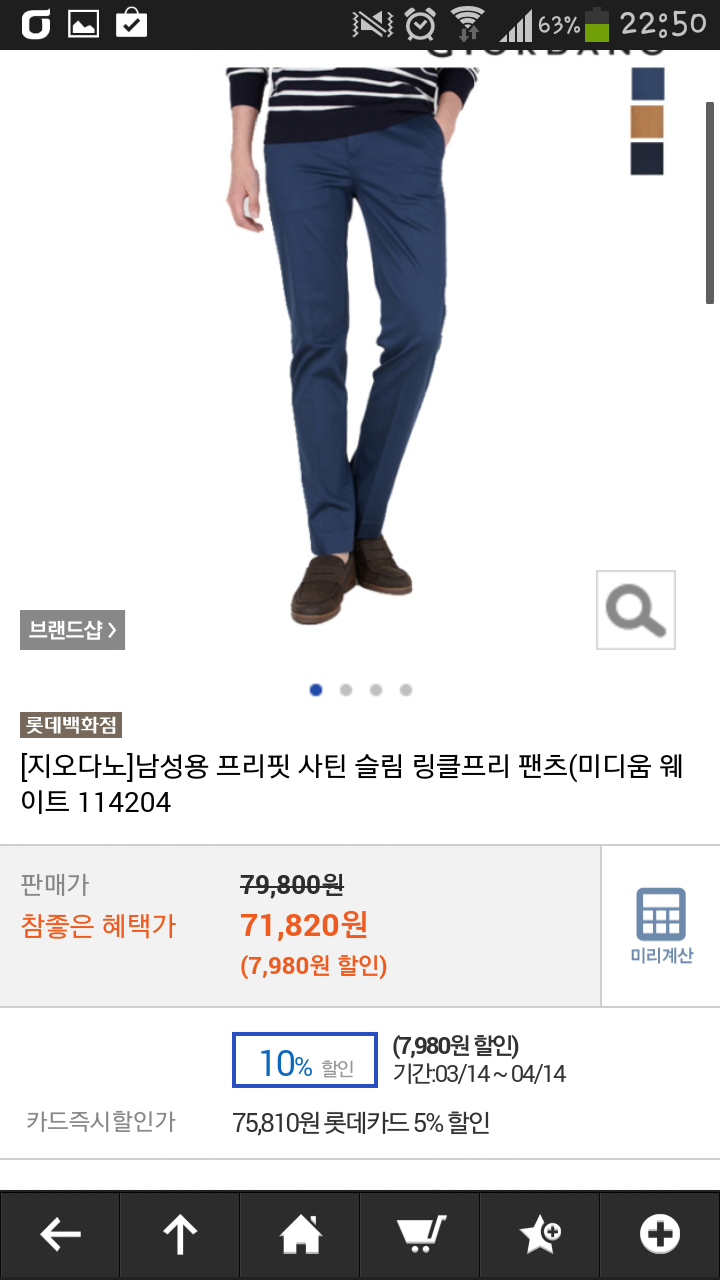 63% 22:50
GIORDANO
브랜드샵 >
롯데백화점
[지오다노]남성용 프리핏 사틴 슬림 링클프리 팬츠(미디움 웨
이트 114204
판매가 79,800원
참좋은 혜택가 71,820원
(7,980원 할인)
미리계산
10% 할인 (7,980원 할인)
기간:03/14 ~ 04/14
카드즉시할인가 75,810원 롯데카드 5% 할인